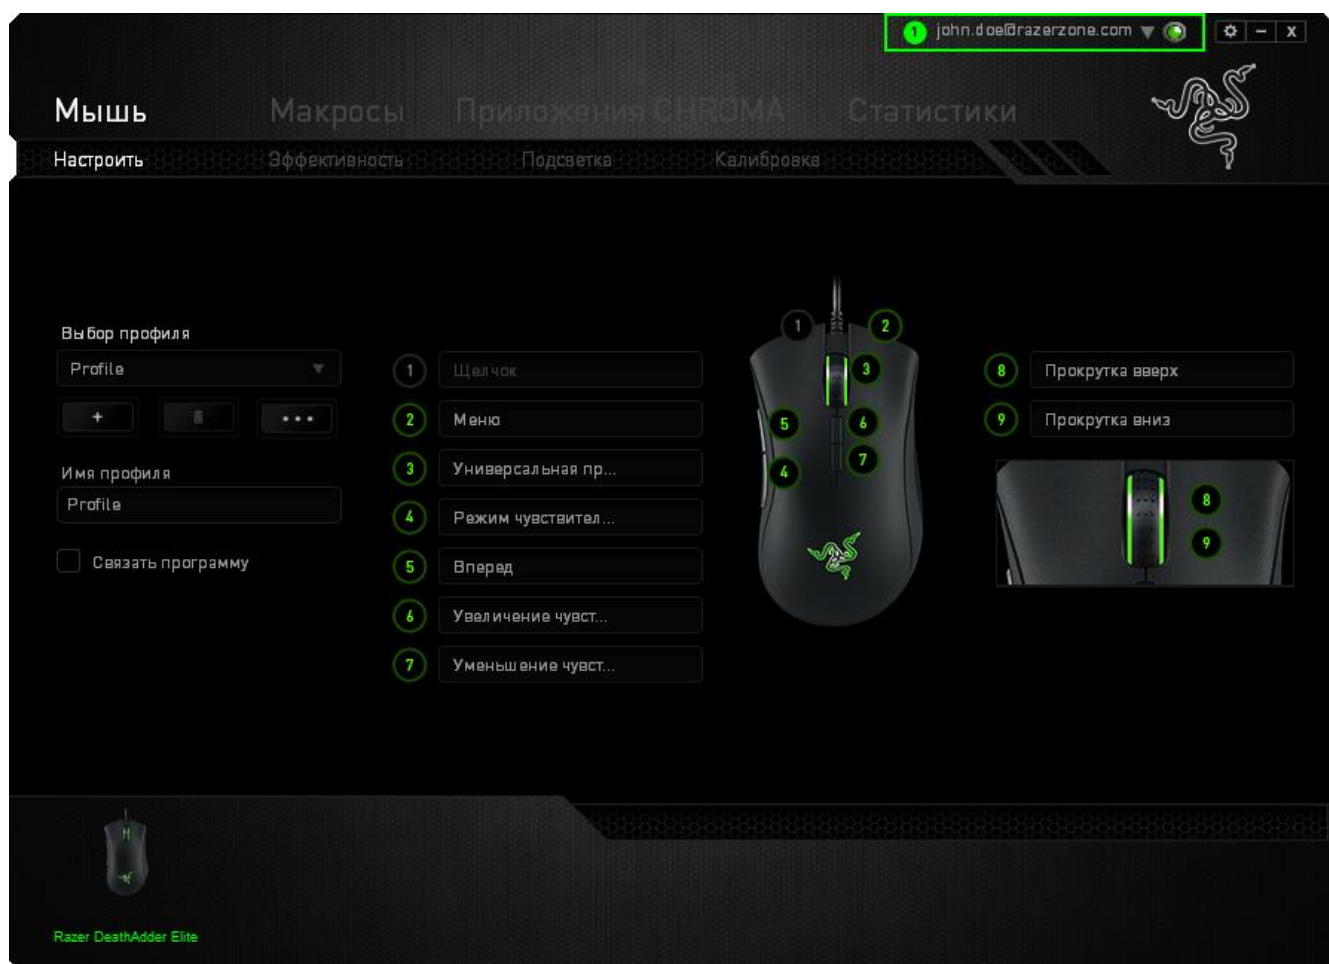 1 john.doe@razerzone.com
x
Мышь Макросы Приложения CHROMA Статистики
Настроить Эффективность Подсветка Калибровка
Выбор профиля
Profile
+ •••
Имя профиля
Profile
Связать программу
1 Щелчок
2 Меню
3 Универсальная пр...
4 Режим чувствител...
5 Вперед
6 Увеличение чувст...
7 Уменьшение чувст...
1 2
3
5 6
4 7
8 Прокрутка вверх
9 Прокрутка вниз
8
9
Razer DeathAdder Elite